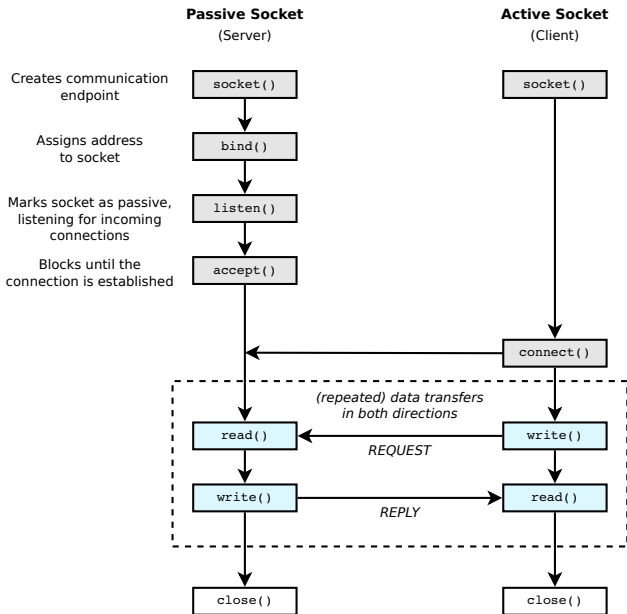 Passive Socket
(Server)
Active Socket
(Client)
Creates communication
endpoint
socket()
socket()
Assigns address
to socket
bind()
Marks socket as passive,
listening for incoming
connections
listen()
Blocks until the
connection is established
accept()
connect()
(repeated) data transfers
in both directions
read()
REQUEST
write()
write()
REPLY
read()
close()
close()